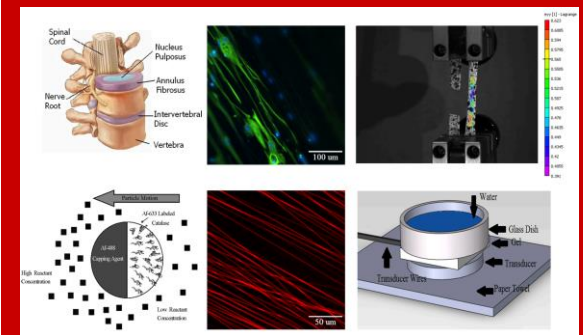 Spinal
Cord
Nucleus
Pulposus
Annulus
Fibrosus
Nerve
Root
Intervertebral
Disc
Vertebra
100 um
Particle Motion
Af-633 Labeled
Catalase
Af-488
Capping Agent
High Reactant
Concentration
Low Reactant
Concentration
50 um
Water
Glass Dish
Gel
Transducer
Transducer Wires
Paper Towel